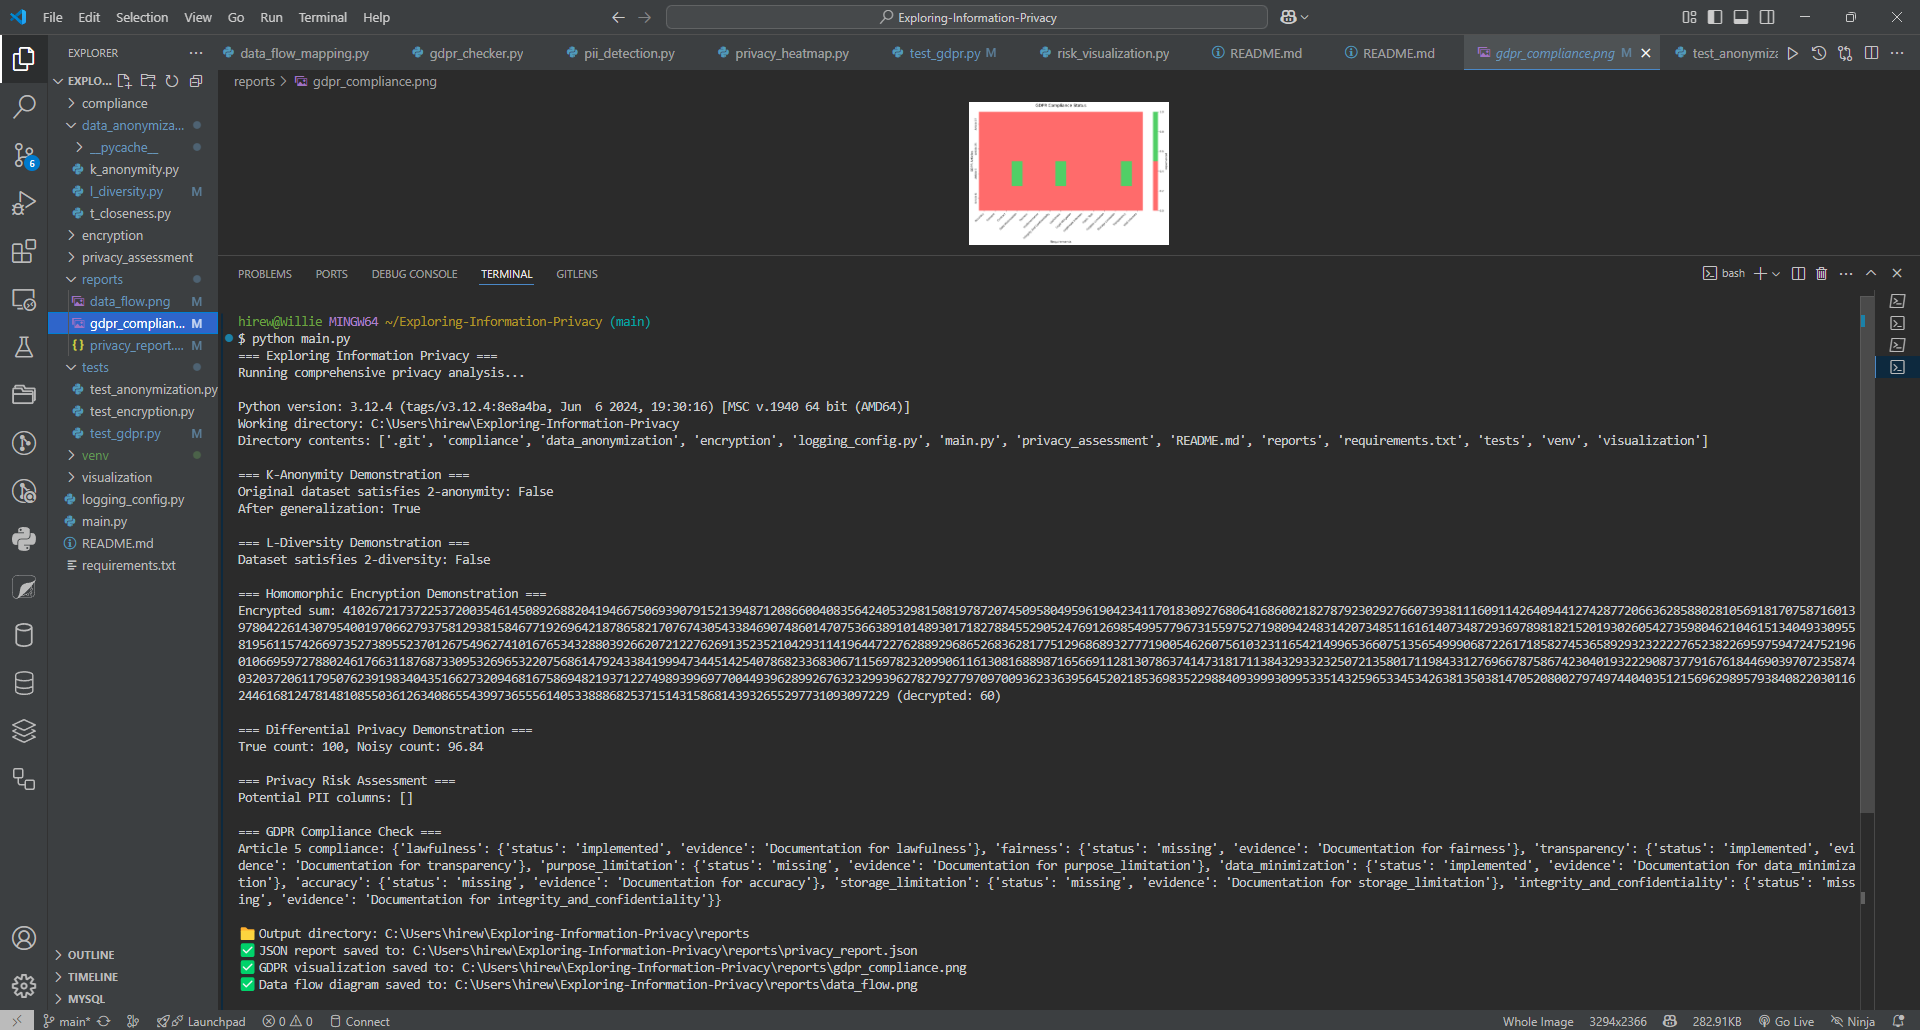 File Edit Selection View Go Run Terminal Help
Exploring-Information-Privacy
EXPLORER
data_flow_mapping.py gdpr_checker.py pii_detection.py privacy_heatmap.py test_gdpr.py M risk_visualization.py README.md README.md gdpr_compliance.png M test_anonymiz
EXPLO...
reports > gdpr_compliance.png
compliance
data_anonymiza...
__pycache__
k_anonymity.py
l_diversity.py M
t_closeness.py
encryption
privacy_assessment
reports
data_flow.png M
gdpr_complian... M
privacy_report.... M
tests
test_anonymization.py
test_encryption.py
test_gdpr.py M
venv
visualization
logging_config.py
main.py
README.md
requirements.txt
OUTLINE
TIMELINE
MYSQL
6
GDPR Compliance Status
PROBLEMS PORTS DEBUG CONSOLE TERMINAL GITLENS
bash
hirew@Willie MINGW64 ~/Exploring-Information-Privacy (main)
$ python main.py
=== Exploring Information Privacy ===
Running comprehensive privacy analysis...
Python version: 3.12.4 (tags/v3.12.4:8e8a4ba, Jun  6 2024, 19:30:16) [MSC v.1940 64 bit (AMD64)]
Working directory: C:\Users\hirew\Exploring-Information-Privacy
Directory contents: ['.git', 'compliance', 'data_anonymization', 'encryption', 'logging_config.py', 'main.py', 'privacy_assessment', 'README.md', 'reports', 'requirements.txt', 'tests', 'venv', 'visualization']
=== K-Anonymity Demonstration ===
Original dataset satisfies 2-anonymity: False
After generalization: True
=== L-Diversity Demonstration ===
Dataset satisfies 2-diversity: False
=== Homomorphic Encryption Demonstration ===
Encrypted sum:
(decrypted: 60)
=== Differential Privacy Demonstration ===
True count: 100, Noisy count: 96.84
=== Privacy Risk Assessment ===
Potential PII columns: []
=== GDPR Compliance Check ===
Article 5 compliance: {'lawfulness': {'status': 'implemented', 'evidence': 'Documentation for lawfulness'}, 'fairness': {'status': 'missing', 'evidence': 'Documentation for fairness'}, 'transparency': {'status': 'implemented', 'evi
dence': 'Documentation for transparency'}, 'purpose_limitation': {'status': 'missing', 'evidence': 'Documentation for purpose_limitation'}, 'data_minimization': {'status': 'implemented', 'evidence': 'Documentation for data_minimiza
tion'}, 'accuracy': {'status': 'missing', 'evidence': 'Documentation for accuracy'}, 'storage_limitation': {'status': 'missing', 'evidence': 'Documentation for storage_limitation'}, 'integrity_and_confidentiality': {'status': 'miss
ing', 'evidence': 'Documentation for integrity_and_confidentiality'}}
Output directory: C:\Users\hirew\Exploring-Information-Privacy\reports
JSON report saved to: C:\Users\hirew\Exploring-Information-Privacy\reports\privacy_report.json
GDPR visualization saved to: C:\Users\hirew\Exploring-Information-Privacy\reports\gdpr_compliance.png
Data flow diagram saved to: C:\Users\hirew\Exploring-Information-Privacy\reports\data_flow.png
main* Launchpad 0 0 Connect Whole Image 3294x2366 282.91KB Go Live Ninja